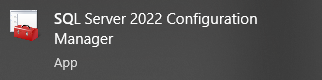 SQL Server 2022 Configuration
Manager
App